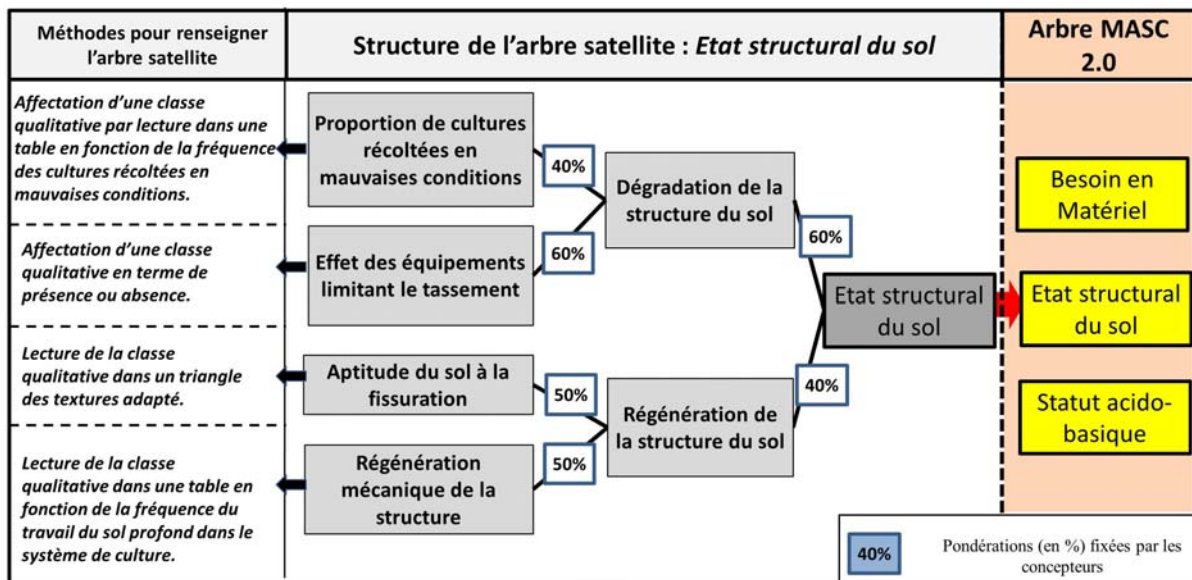 Méthodes pour renseigner
l'arbre satellite
Structure de l'arbre satellite : Etat structural du sol
Arbre MASC
2.0
Affectation d'une classe
qualitative par lecture dans une
table en fonction de la fréquence
des cultures récoltées en
mauvaises conditions.
Affectation d'une classe
qualitative en terme de
présence ou absence.
Lecture de la classe
qualitative dans un triangle
des textures adapté.
Lecture de la classe
qualitative dans une table en
fonction de la fréquence du
travail du sol profond dans le
système de culture.
Proportion de cultures
récoltées en
mauvaises conditions
40%
Effet des équipements
limitant le tassement
60%
Aptitude du sol à la
fissuration
50%
Régénération
mécanique de la
structure
50%
Dégradation de la
structure du sol
60%
Régénération de
la structure du sol
40%
Etat structural
du sol
Besoin en
Matériel
Etat structural
du sol
Statut acido-
basique
40%
Pondérations (en %) fixées par les
concepteurs